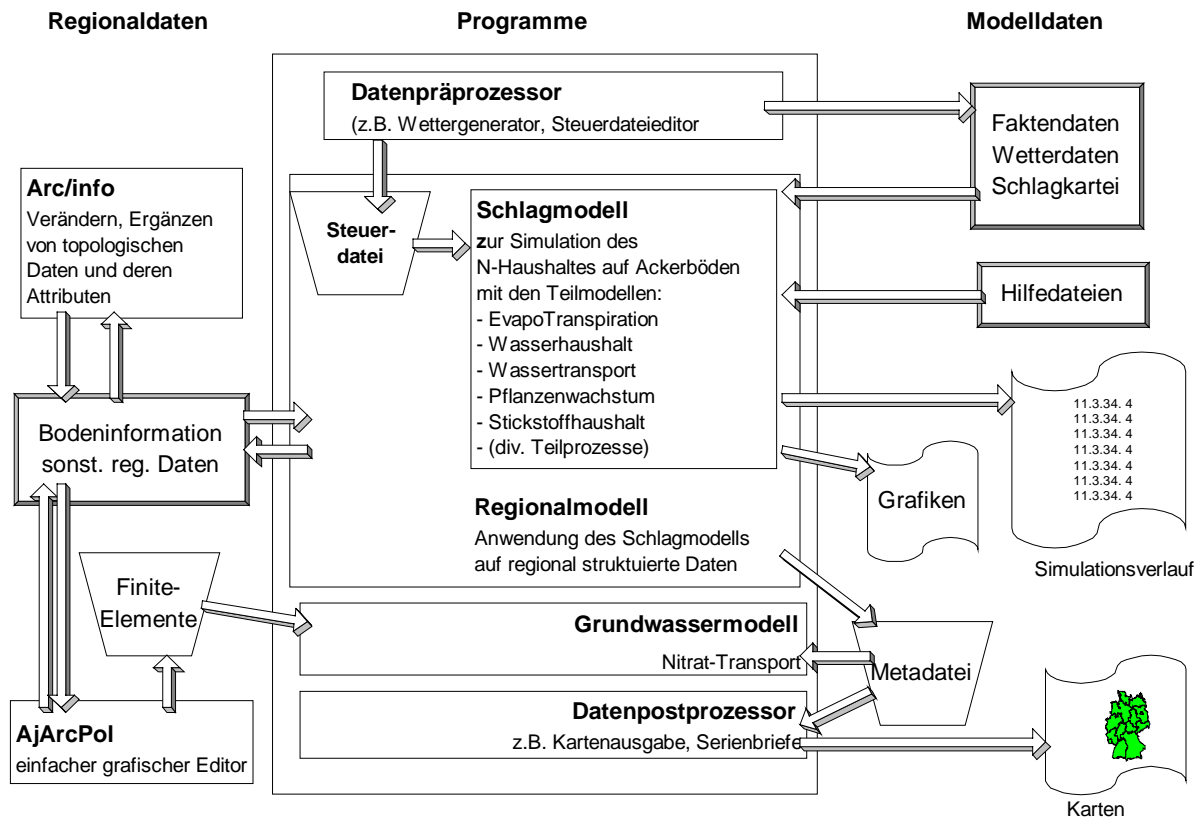 Regionaldaten
Programme
Modelldaten
Datenpräprozessor
(z.B. Wettergenerator, Steuerdateieditor
Faktendaten
Wetterdaten
Schlagkartei
Arc/info
Verändern, Ergänzen
von topologischen
Daten und deren
Attributen
Steuer-
datei
Schlagmodell
zur Simulation des
N-Haushaltes auf Ackerböden
mit den Teilmodellen:
- EvapoTranspiration
- Wasserhaushalt
- Wassertransport
- Pflanzenwachstum
- Stickstoffhaushalt
- (div. Teilprozesse)
Hilfedateien
11.3.34. 4
11.3.34. 4
11.3.34. 4
11.3.34. 4
11.3.34. 4
11.3.34. 4
11.3.34. 4
Simulationsverlauf
Bodeninformation
sonst. reg. Daten
Grafiken
Regionalmodell
Anwendung des Schlagmodells
auf regional struktuierte Daten
Finite-
Elemente
Grundwassermodell
Nitrat-Transport
Metadatei
AjArcPol
einfacher grafischer Editor
Datenpostprozessor
z.B. Kartenausgabe, Serienbriefe
Karten